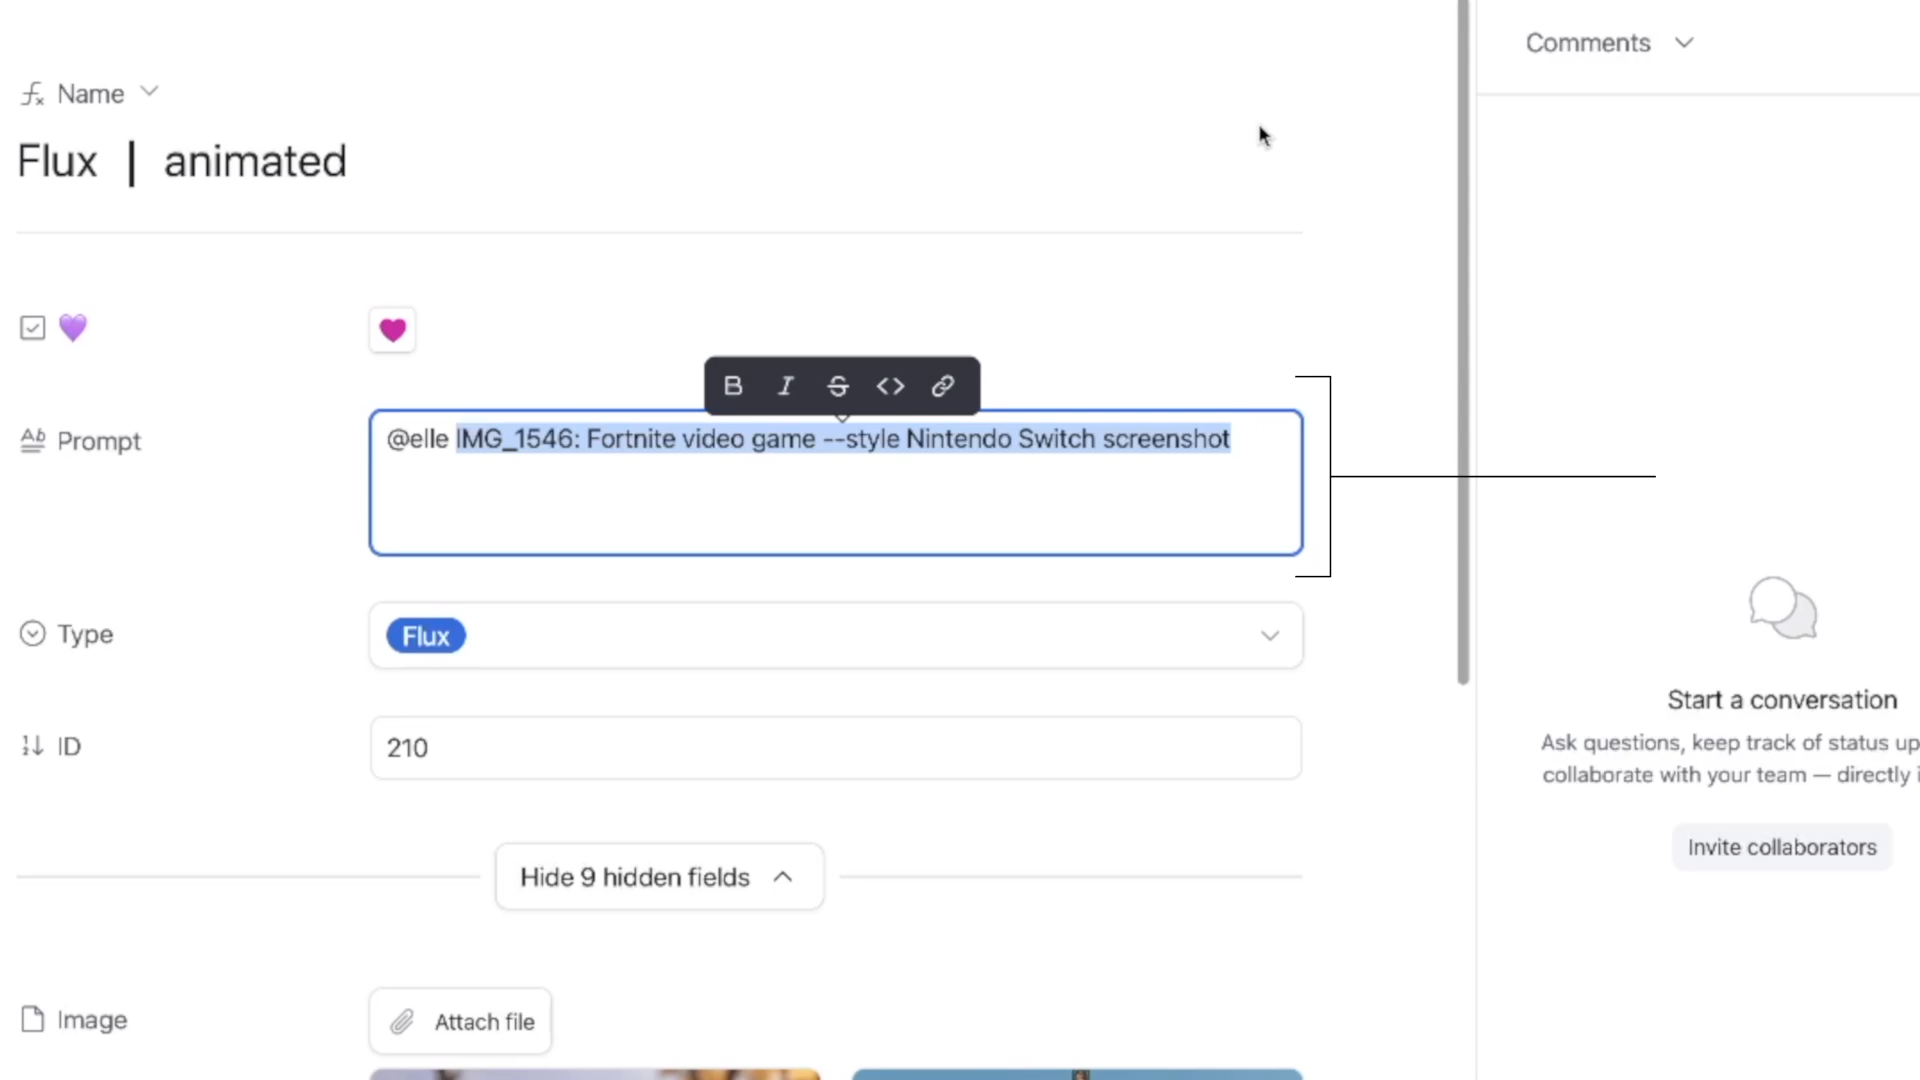 Comments
Name
Flux | animated
Prompt
@elle IMG_1546: Fortnite video game --style Nintendo Switch screenshot
Type
Flux
ID
210
Hide 9 hidden fields
Image
Attach file
Start a conversation
Ask questions, keep track of status up
collaborate with your team — directly i
Invite collaborators